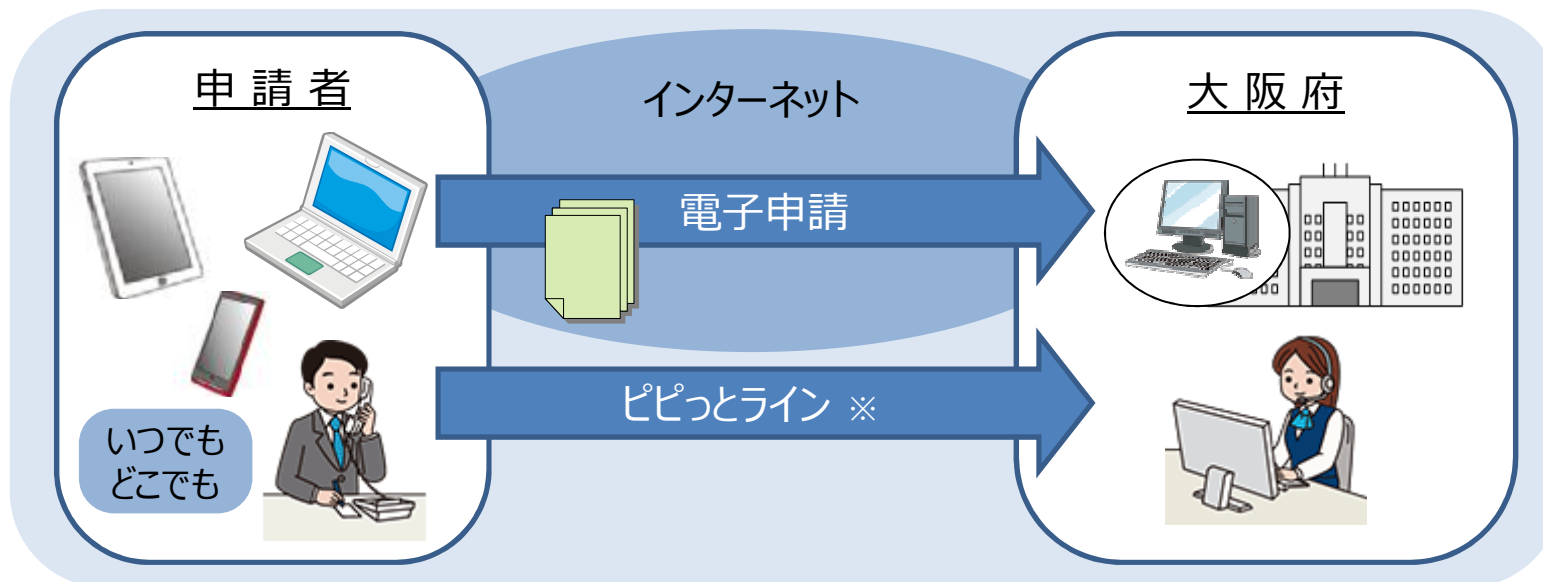 申請者
インターネット
大阪府
電子申請
ピピっとライン ※
いつでも
どこでも